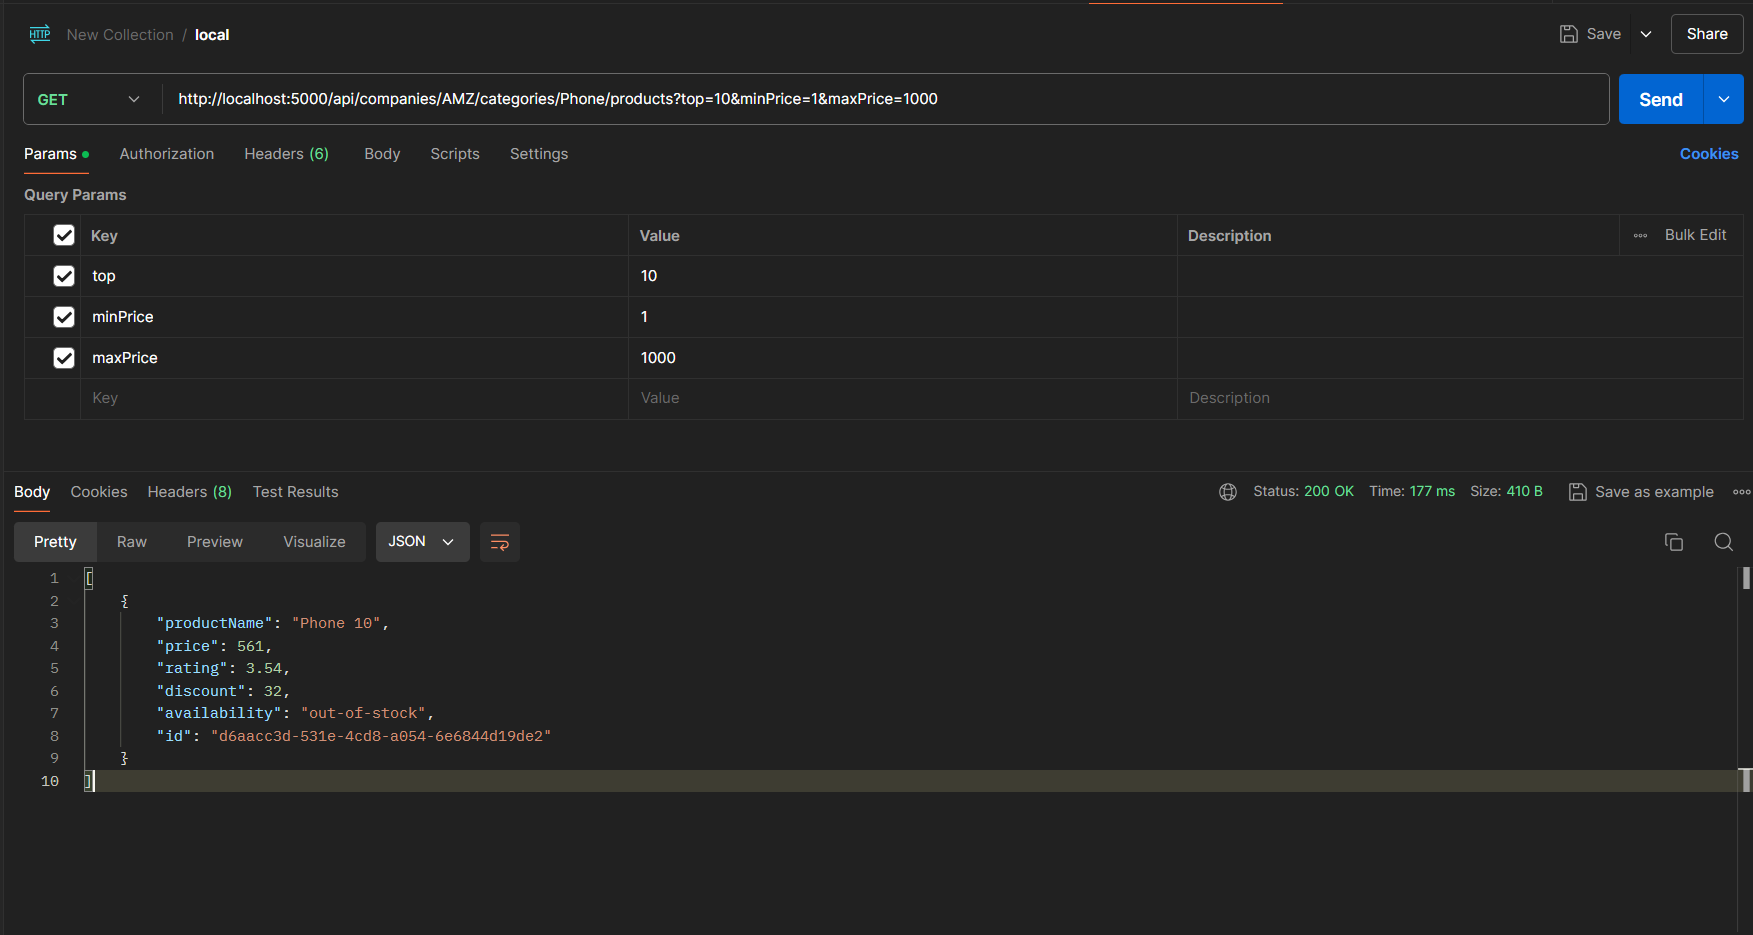 HTTP New Collection / local Save Share
GET http://localhost:5000/api/companies/AMZ/categories/Phone/products?top=10&minPrice=1&maxPrice=1000 Send
Params Authorization Headers (6) Body Scripts Settings Cookies
Query Params
Key Value Description Bulk Edit
top 10
minPrice 1
maxPrice 1000
Key Value Description
Body Cookies Headers (8) Test Results Status: 200 OK Time: 177 ms Size: 410 B Save as example
Pretty Raw Preview Visualize JSON
1 [
2 {
3 "productName": "Phone 10",
4 "price": 561,
5 "rating": 3.54,
6 "discount": 32,
7 "availability": "out-of-stock",
8 "id": "d6aacc3d-531e-4cd8-a054-6e6844d19de2"
9 }
10 ]